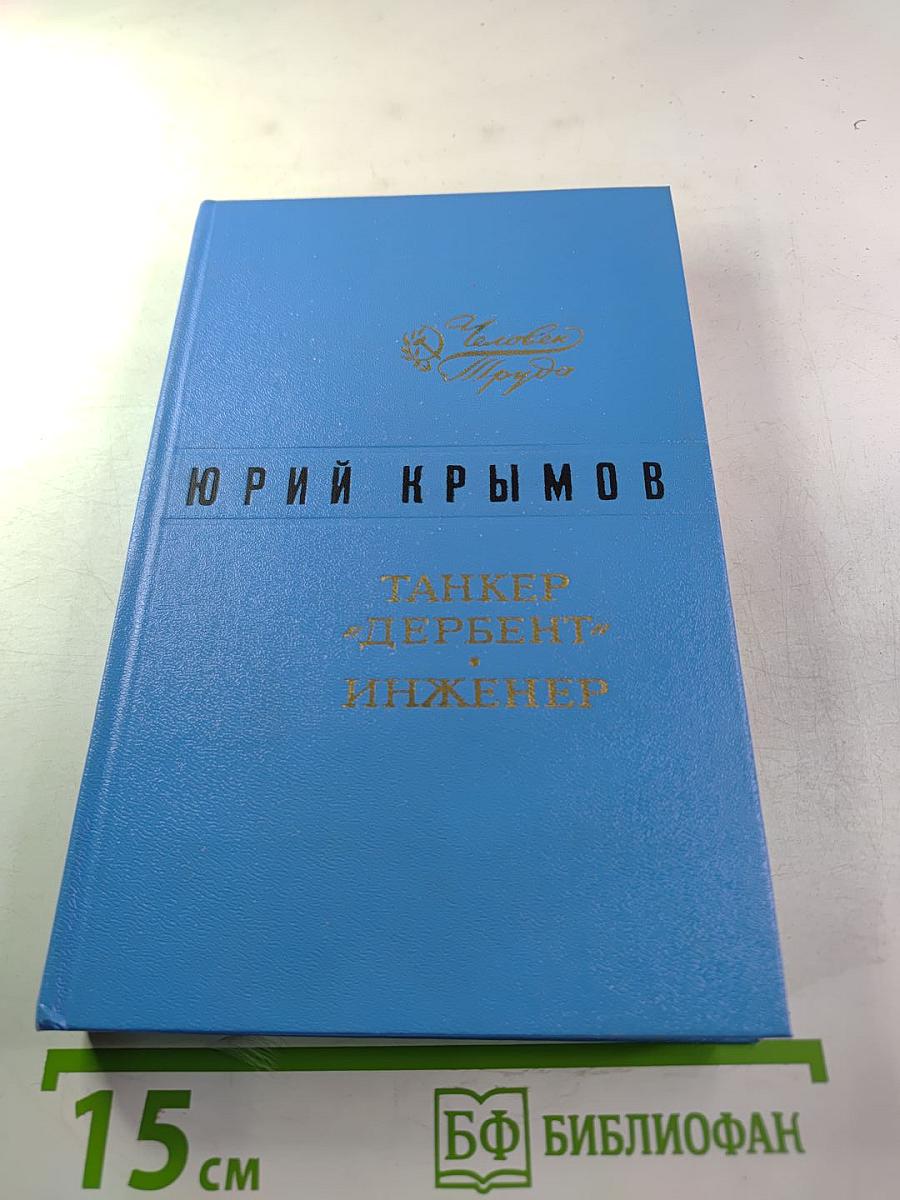 Человек
Труда
ЮРИЙ КРЫМОВ
ТАНКЕР
«ДЕРБЕНТ»
•
ИНЖЕНЕР
15 см
БФ БИБЛИОФАН